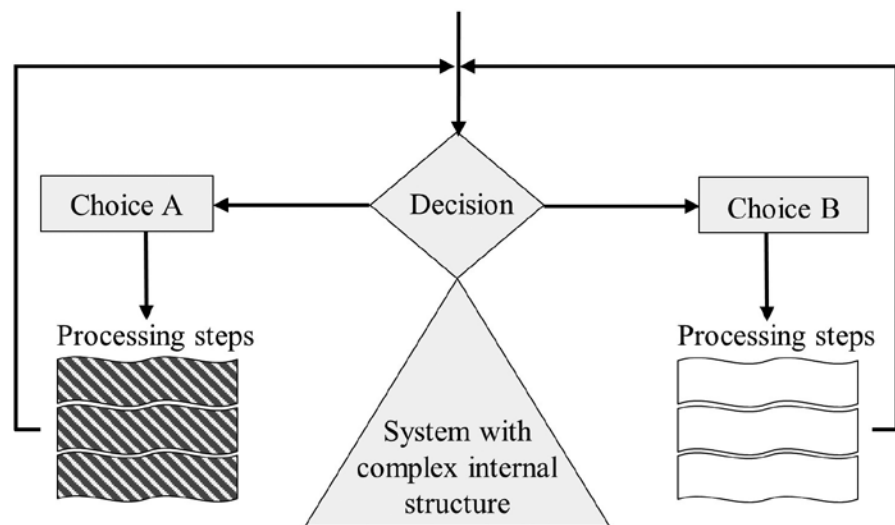 Choice A
Decision
Choice B
Processing steps
Processing steps
System with
complex internal
structure